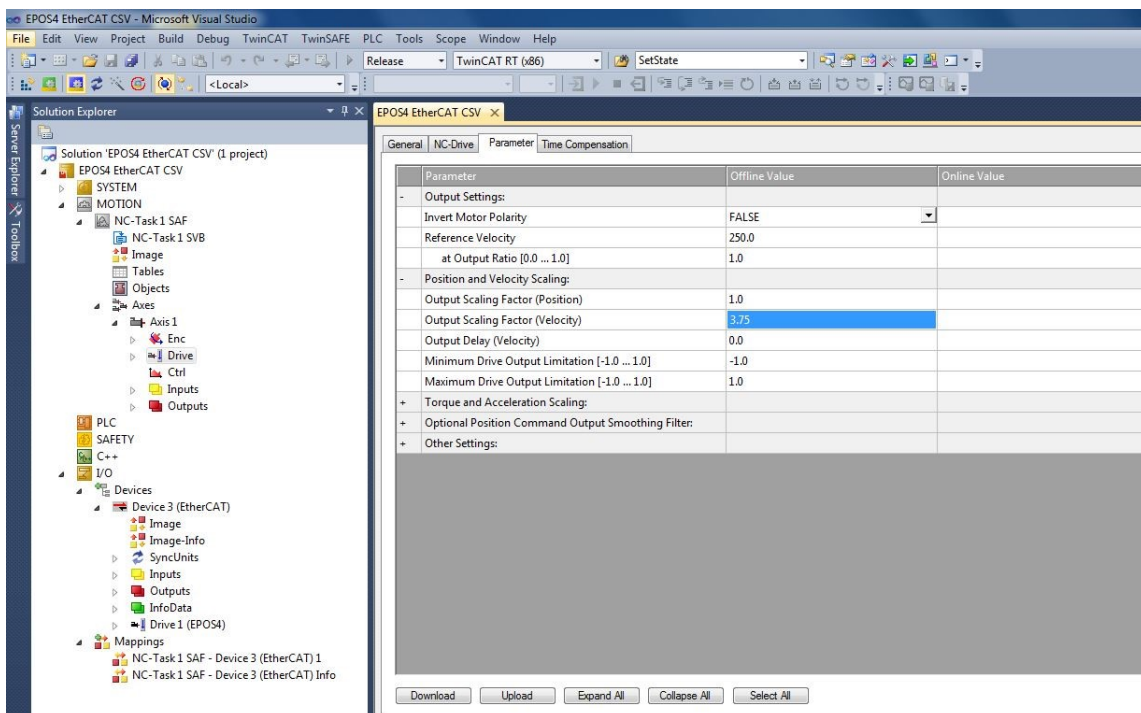 EPOS4 EtherCAT CSV - Microsoft Visual Studio
File Edit View Project Build Debug TwinCAT TwinSAFE PLC Tools Scope Window Help
Release TwinCAT RT (x86) SetState
<Local>
Server Explorer
Toolbox
Solution Explorer
Solution 'EPOS4 EtherCAT CSV' (1 project)
EPOS4 EtherCAT CSV
SYSTEM
MOTION
NC-Task 1 SAF
NC-Task 1 SVB
Image
Tables
Objects
Axes
Axis 1
Enc
Drive
Ctrl
Inputs
Outputs
PLC
SAFETY
C++
I/O
Devices
Device 3 (EtherCAT)
Image
Image-Info
SyncUnits
Inputs
Outputs
InfoData
Drive 1 (EPOS4)
Mappings
NC-Task 1 SAF - Device 3 (EtherCAT) 1
NC-Task 1 SAF - Device 3 (EtherCAT) Info
EPOS4 EtherCAT CSV
General NC-Drive Parameter Time Compensation
Parameter Offline Value Online Value
- Output Settings:
Invert Motor Polarity FALSE
Reference Velocity 250.0
at Output Ratio [0.0 ... 1.0] 1.0
- Position and Velocity Scaling:
Output Scaling Factor (Position) 1.0
Output Scaling Factor (Velocity) 3.75
Output Delay (Velocity) 0.0
Minimum Drive Output Limitation [-1.0 ... 1.0] -1.0
Maximum Drive Output Limitation [-1.0 ... 1.0] 1.0
+ Torque and Acceleration Scaling:
+ Optional Position Command Output Smoothing Filter:
+ Other Settings:
Download Upload Expand All Collapse All Select All